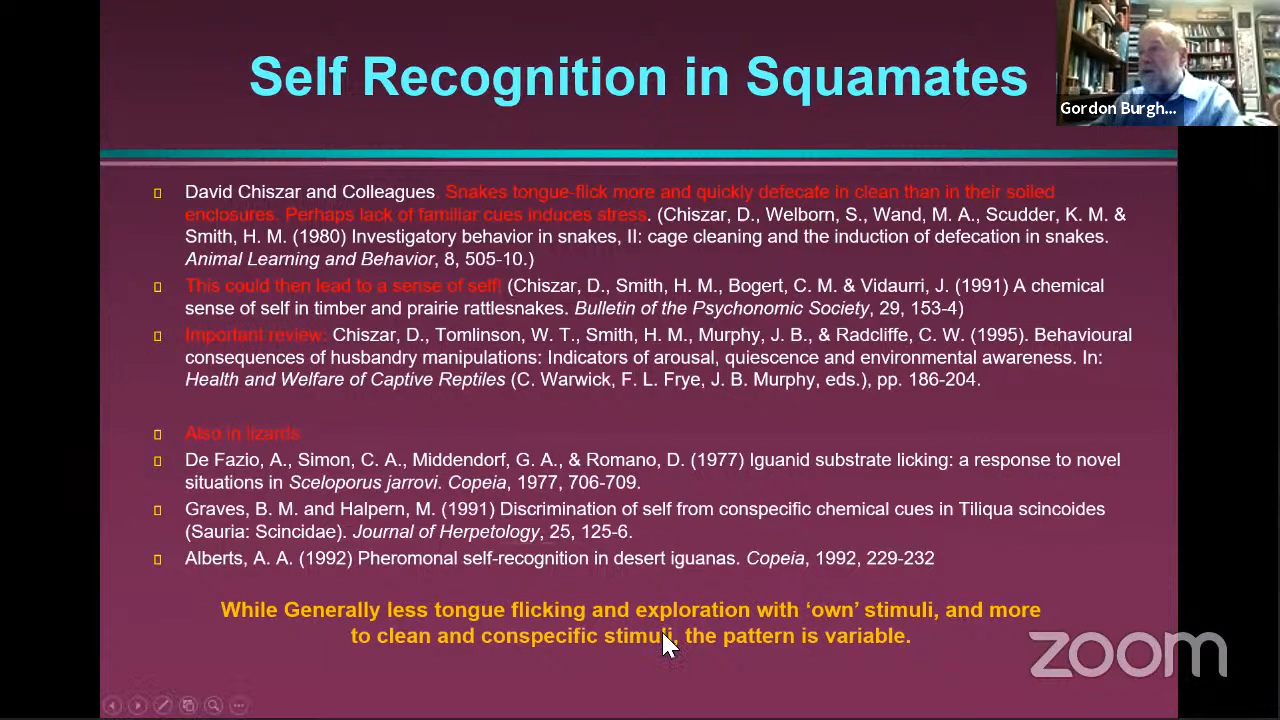 Self Recognition in Squamates
Gordon Burgh...
David Chiszar and Colleagues. Snakes tongue-flick more and quickly defecate in clean than in their soiled
enclosures. Perhaps lack of familiar cues induces stress. (Chiszar, D., Welborn, S., Wand, M. A., Scudder, K. M. &
Smith, H. M. (1980) Investigatory behavior in snakes, II: cage cleaning and the induction of defecation in snakes.
Animal Learning and Behavior, 8, 505-10.)
This could then lead to a sense of self! (Chiszar, D., Smith, H. M., Bogert, C. M. & Vidaurri, J. (1991) A chemical
sense of self in timber and prairie rattlesnakes. Bulletin of the Psychonomic Society, 29, 153-4)
Important review: Chiszar, D., Tomlinson, W. T., Smith, H. M., Murphy, J. B., & Radcliffe, C. W. (1995). Behavioural
consequences of husbandry manipulations: Indicators of arousal, quiescence and environmental awareness. In:
Health and Welfare of Captive Reptiles (C. Warwick, F. L. Frye, J. B. Murphy, eds.), pp. 186-204.
Also in lizards
De Fazio, A., Simon, C. A., Middendorf, G. A., & Romano, D. (1977) Iguanid substrate licking: a response to novel
situations in Sceloporus jarrovi. Copeia, 1977, 706-709.
Graves, B. M. and Halpern, M. (1991) Discrimination of self from conspecific chemical cues in Tiliqua scincoides
(Sauria: Scincidae). Journal of Herpetology, 25, 125-6.
Alberts, A. A. (1992) Pheromonal self-recognition in desert iguanas. Copeia, 1992, 229-232
While Generally less tongue flicking and exploration with ‘own’ stimuli, and more
to clean and conspecific stimuli, the pattern is variable.
zoom